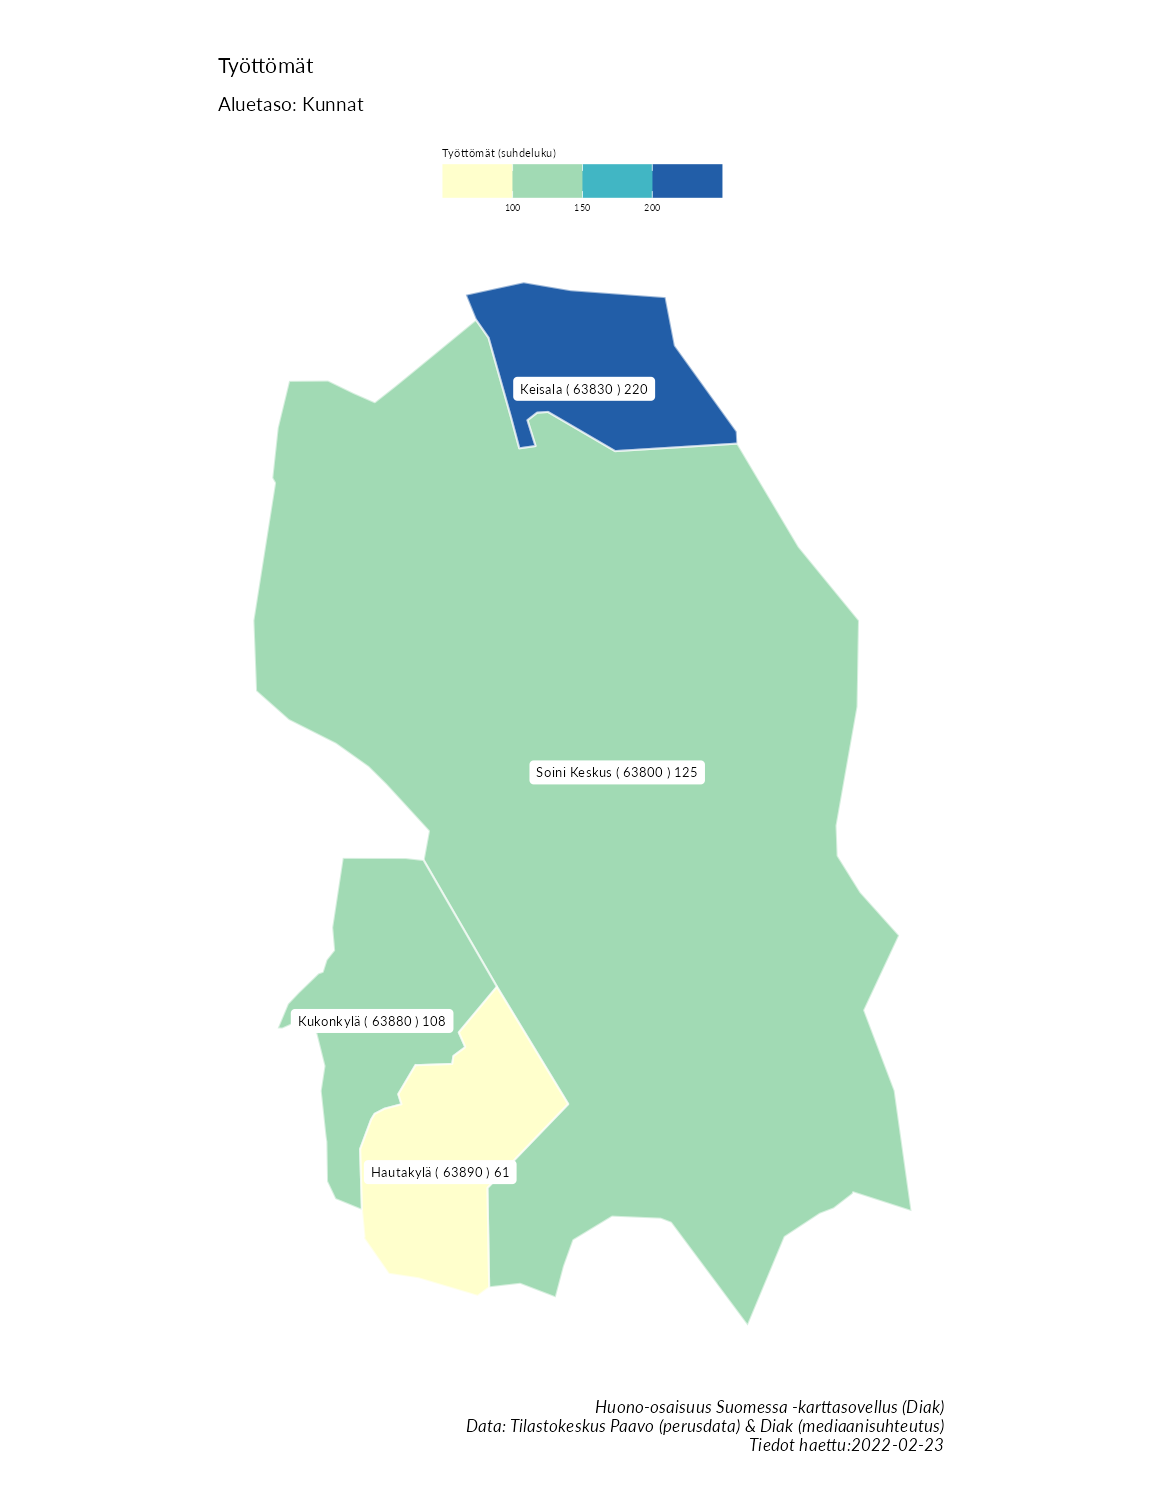 Työttömät
Aluetaso: Kunnat
Työttömät (suhdeluku)
100 150 200
Keisala ( 63830 ) 220
Soini Keskus ( 63800 ) 125
Kukonkylä ( 63880 ) 108
Hautakylä ( 63890 ) 61
Huono-osaisuus Suomessa -karttasovellus (Diak)
Data: Tilastokeskus Paavo (perusdata) & Diak (mediaanisuhteutus)
Tiedot haettu:2022-02-23